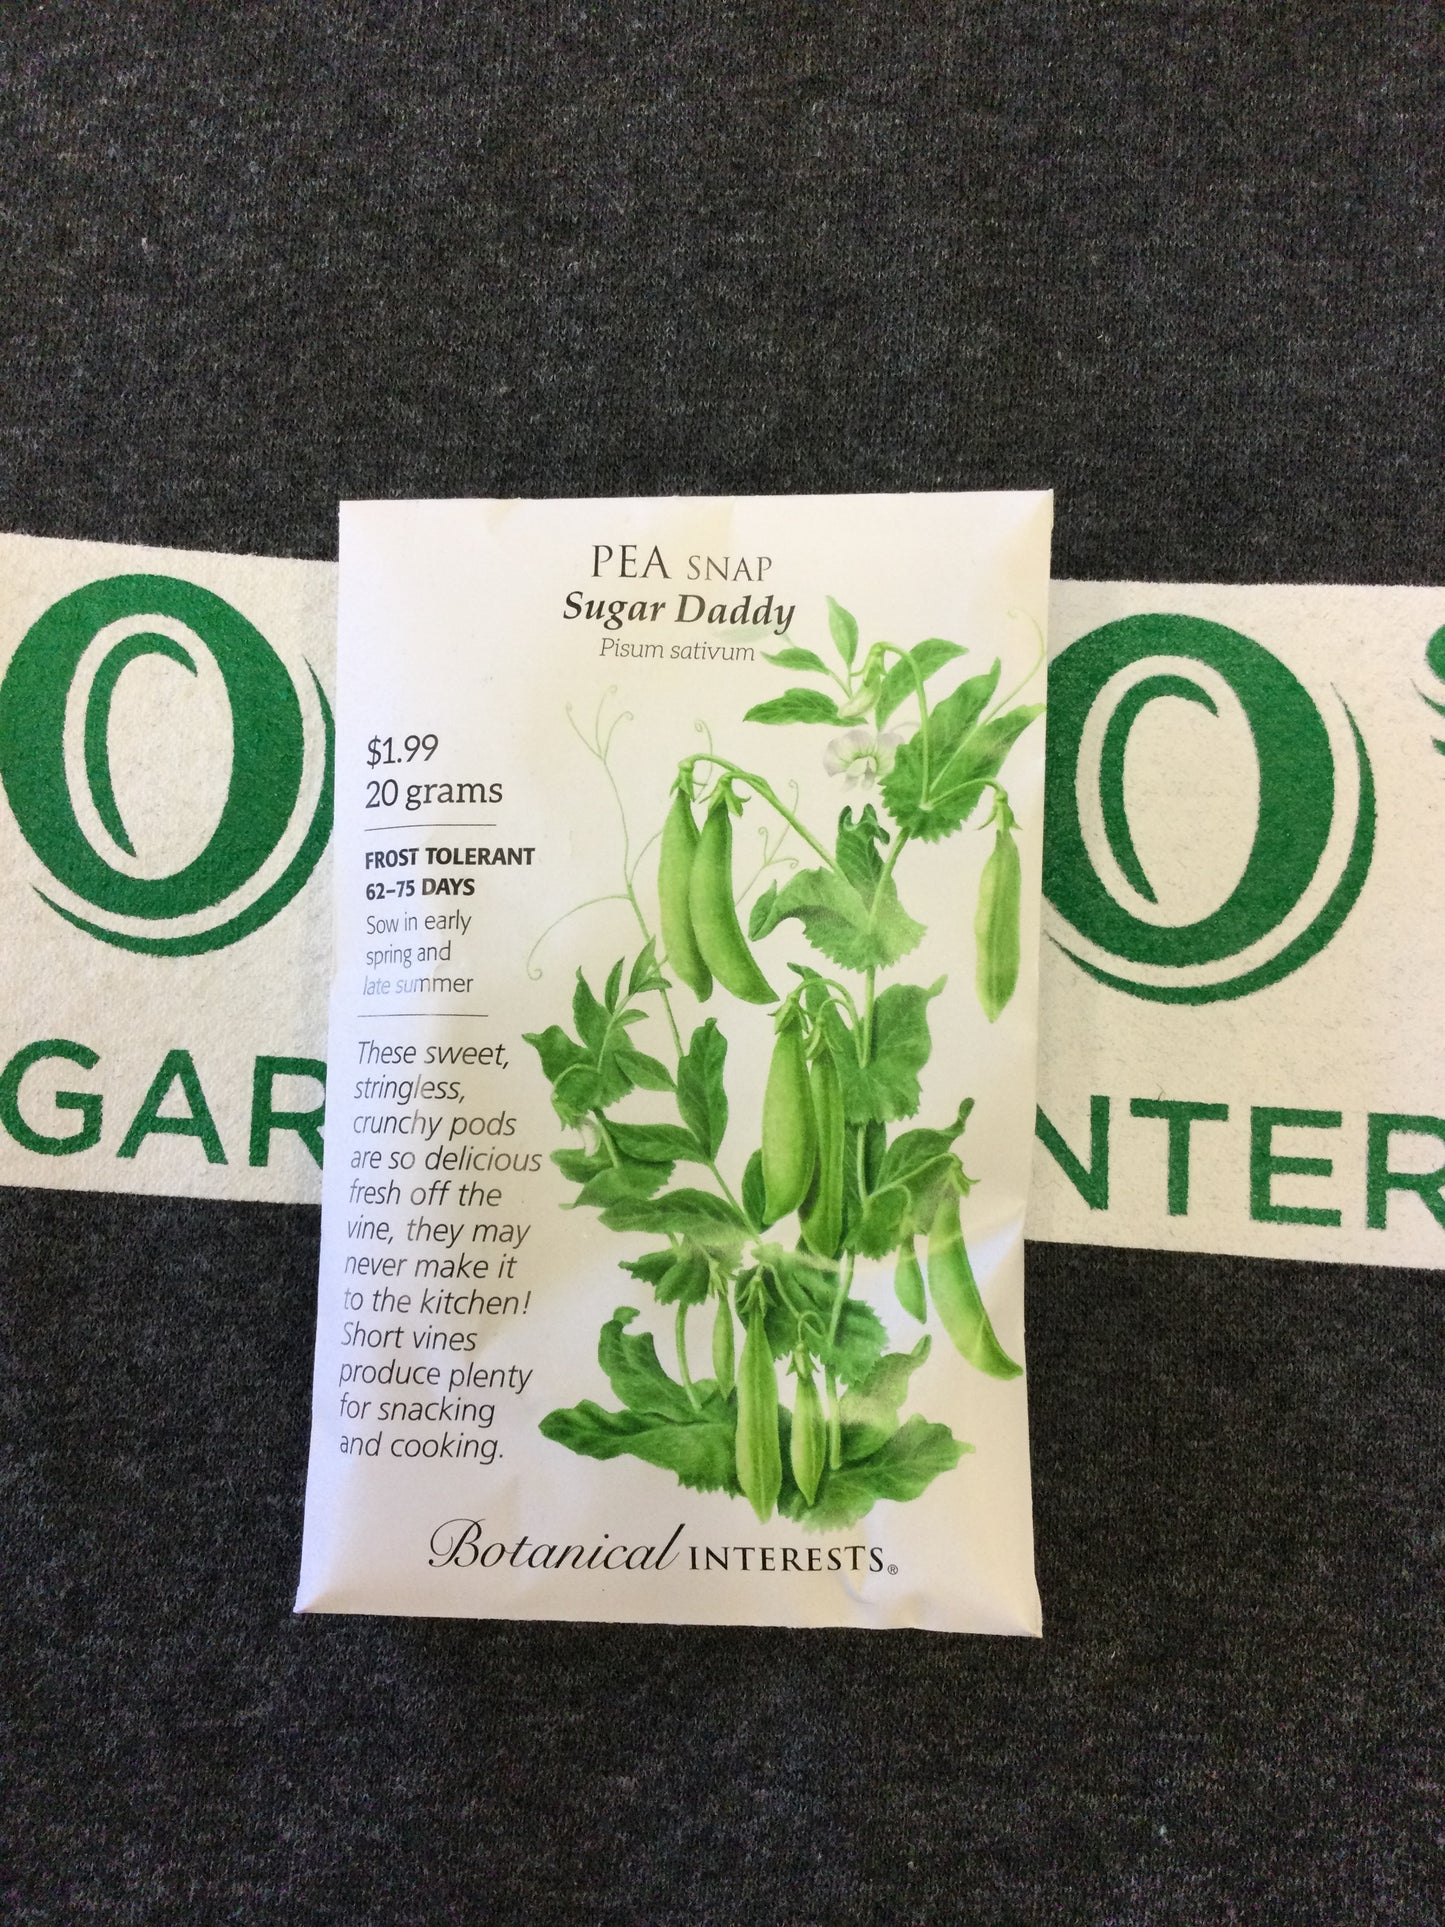 PEA SNAP
Sugar Daddy
Pisum sativum
$1.99
20 grams
FROST TOLERANT
62–75 DAYS
Sow in early
spring and
late summer
These sweet,
stringless,
crunchy pods
are so delicious
fresh off the
vine, they may
never make it
to the kitchen!
Short vines
produce plenty
for snacking
and cooking.
Botanical INTERESTS®
O O
GAR NTER